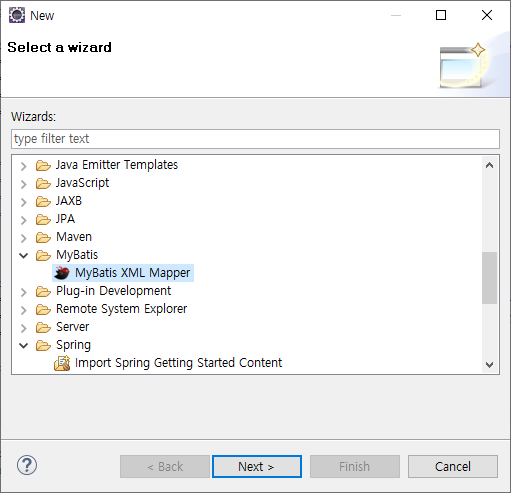 New
Select a wizard
Wizards:
type filter text
Java Emitter Templates
JavaScript
JAXB
JPA
Maven
MyBatis
MyBatis XML Mapper
Plug-in Development
Remote System Explorer
Server
Spring
Import Spring Getting Started Content
? < Back Next > Finish Cancel